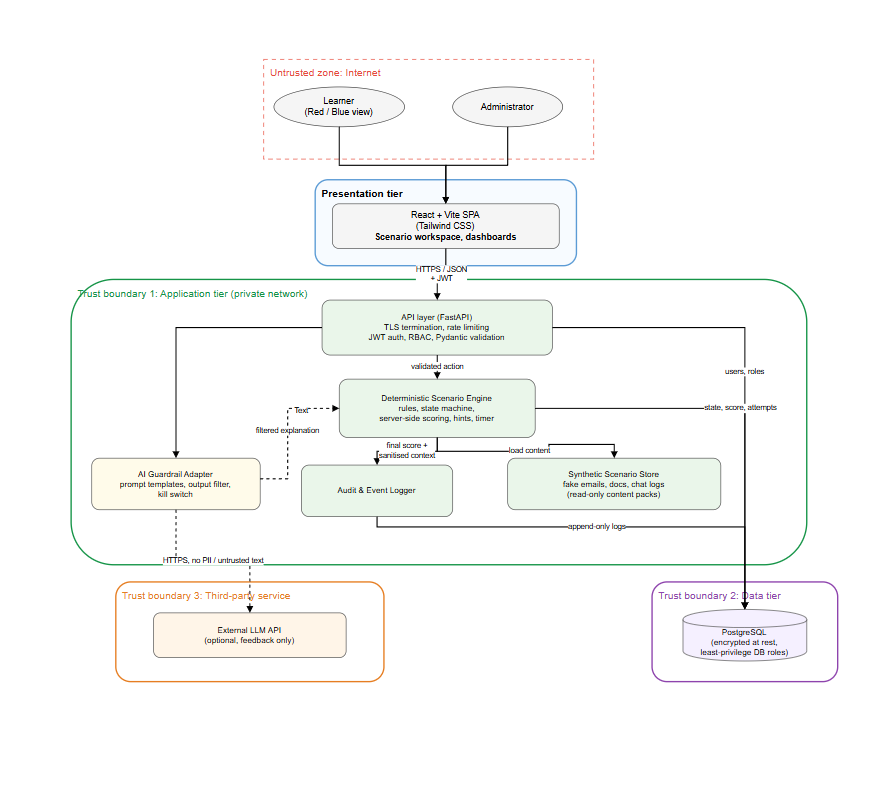 Untrusted zone: Internet
Learner
(Red / Blue view)
Administrator
Presentation tier
React + Vite SPA
(Tailwind CSS)
Scenario workspace, dashboards
HTTPS / JSON
+ JWT
Trust boundary 1: Application tier (private network)
API layer (FastAPI)
TLS termination, rate limiting
JWT auth, RBAC, Pydantic validation
validated action
users, roles
Deterministic Scenario Engine
rules, state machine,
server-side scoring, hints, timer
Text
state, score, attempts
filtered explanation
final score +
sanitised context
load content
AI Guardrail Adapter
prompt templates, output filter,
kill switch
Audit & Event Logger
Synthetic Scenario Store
fake emails, docs, chat logs
(read-only content packs)
append-only logs
HTTPS, no PII / untrusted text
Trust boundary 3: Third-party service
External LLM API
(optional, feedback only)
Trust boundary 2: Data tier
PostgreSQL
(encrypted at rest,
least-privilege DB roles)